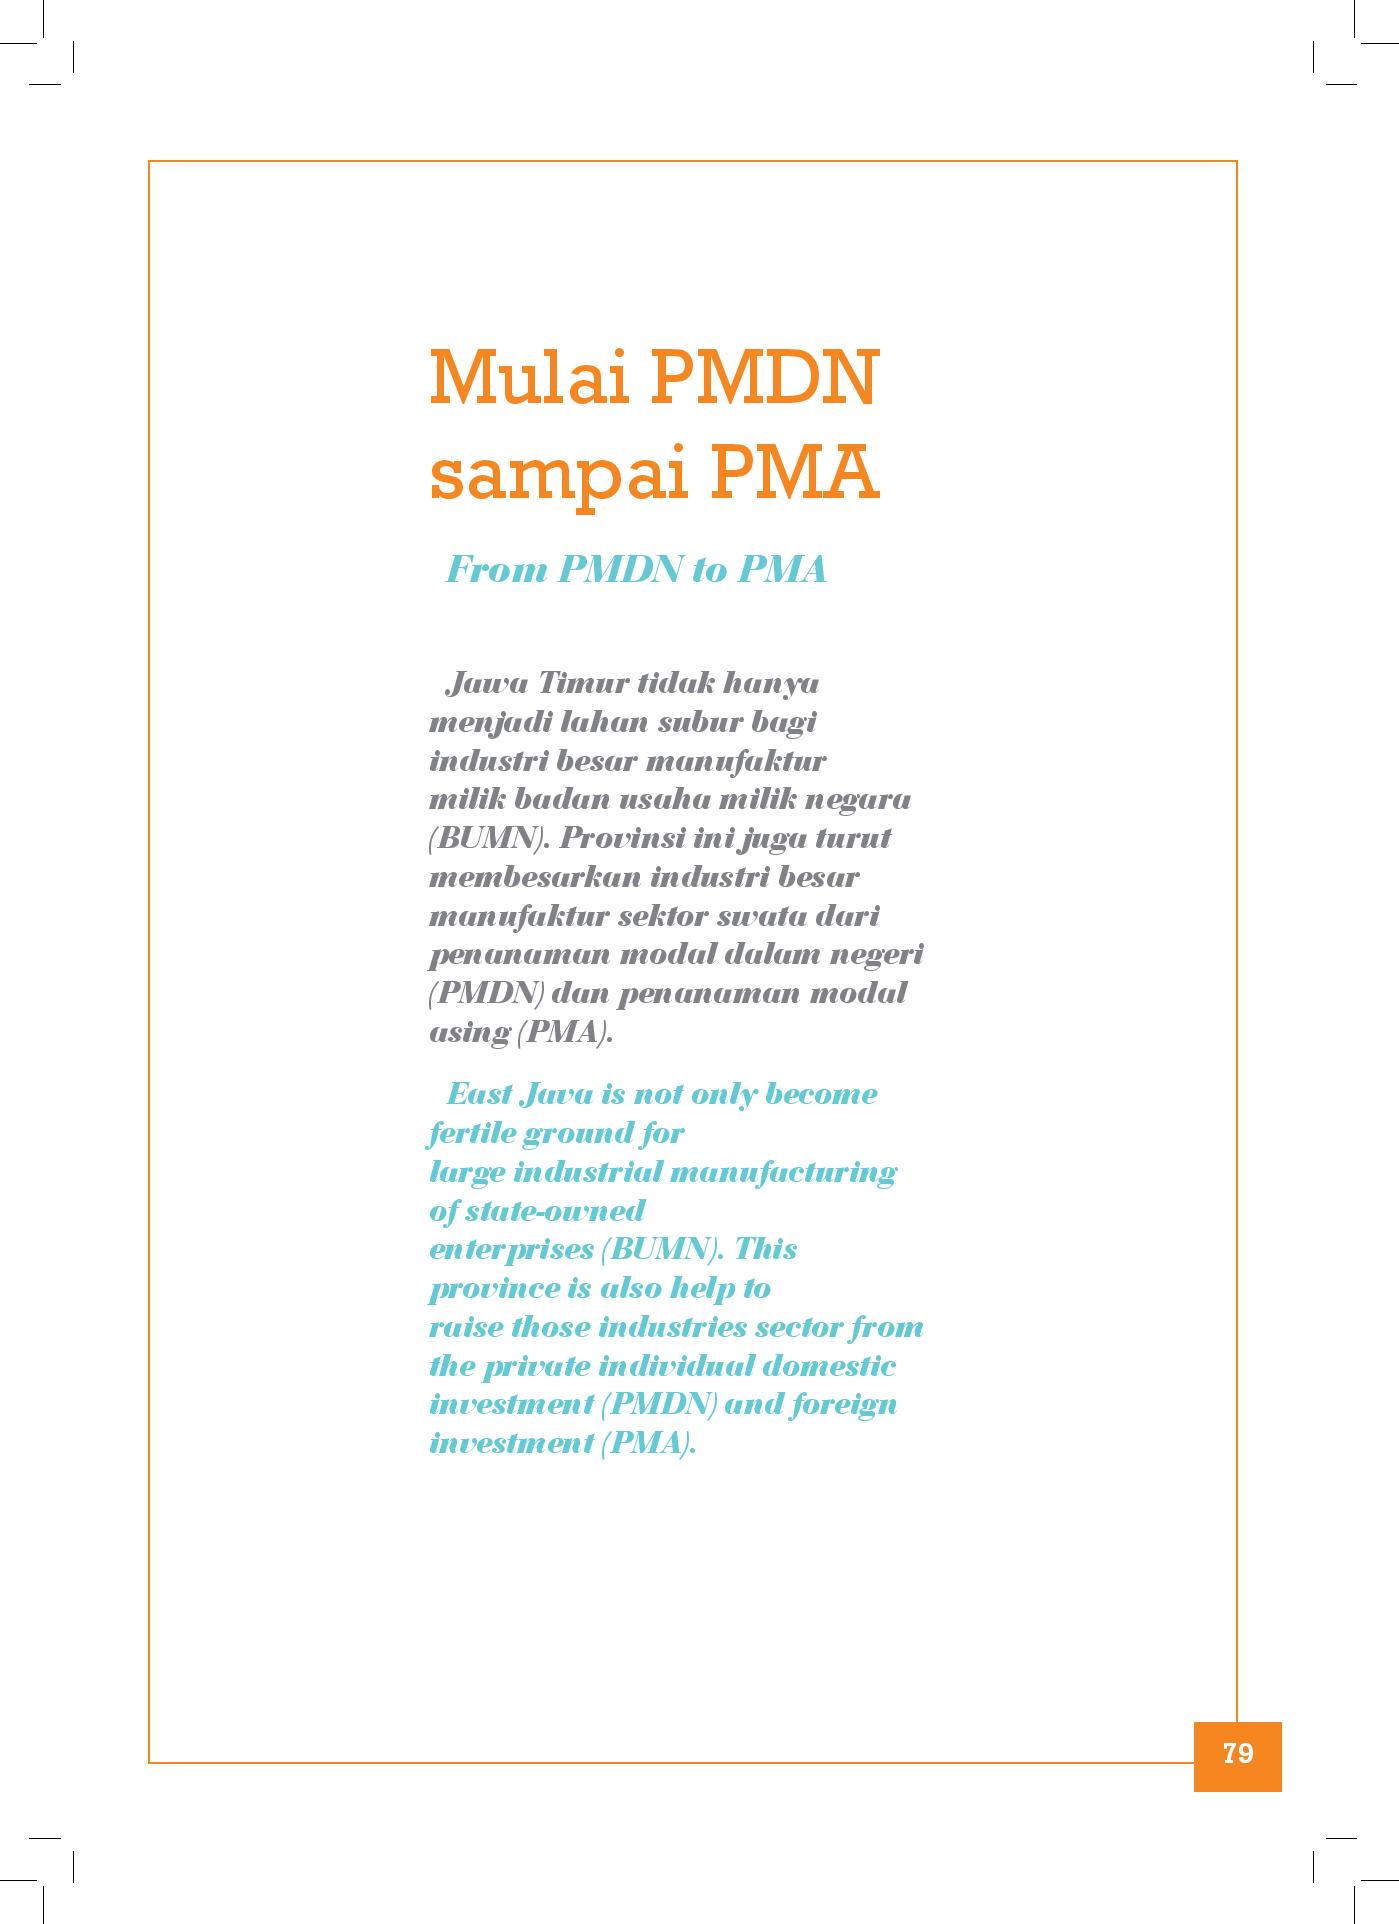 Mulai PMDN
sampai PMA
From PMDN to PMA
Jawa Timur tidak hanya
menjadi lahan subur bagi
industri besar manufaktur
milik badan usaha milik negara
(BUMN). Provinsi ini juga turut
membesarkan industri besar
manufaktur sektor swata dari
penanaman modal dalam negeri
(PMDN) dan penanaman modal
asing (PMA).
East Java is not only become
fertile ground for
large industrial manufacturing
of state-owned
enterprises (BUMN). This
province is also help to
raise those industries sector from
the private individual domestic
investment (PMDN) and foreign
investment (PMA).
79